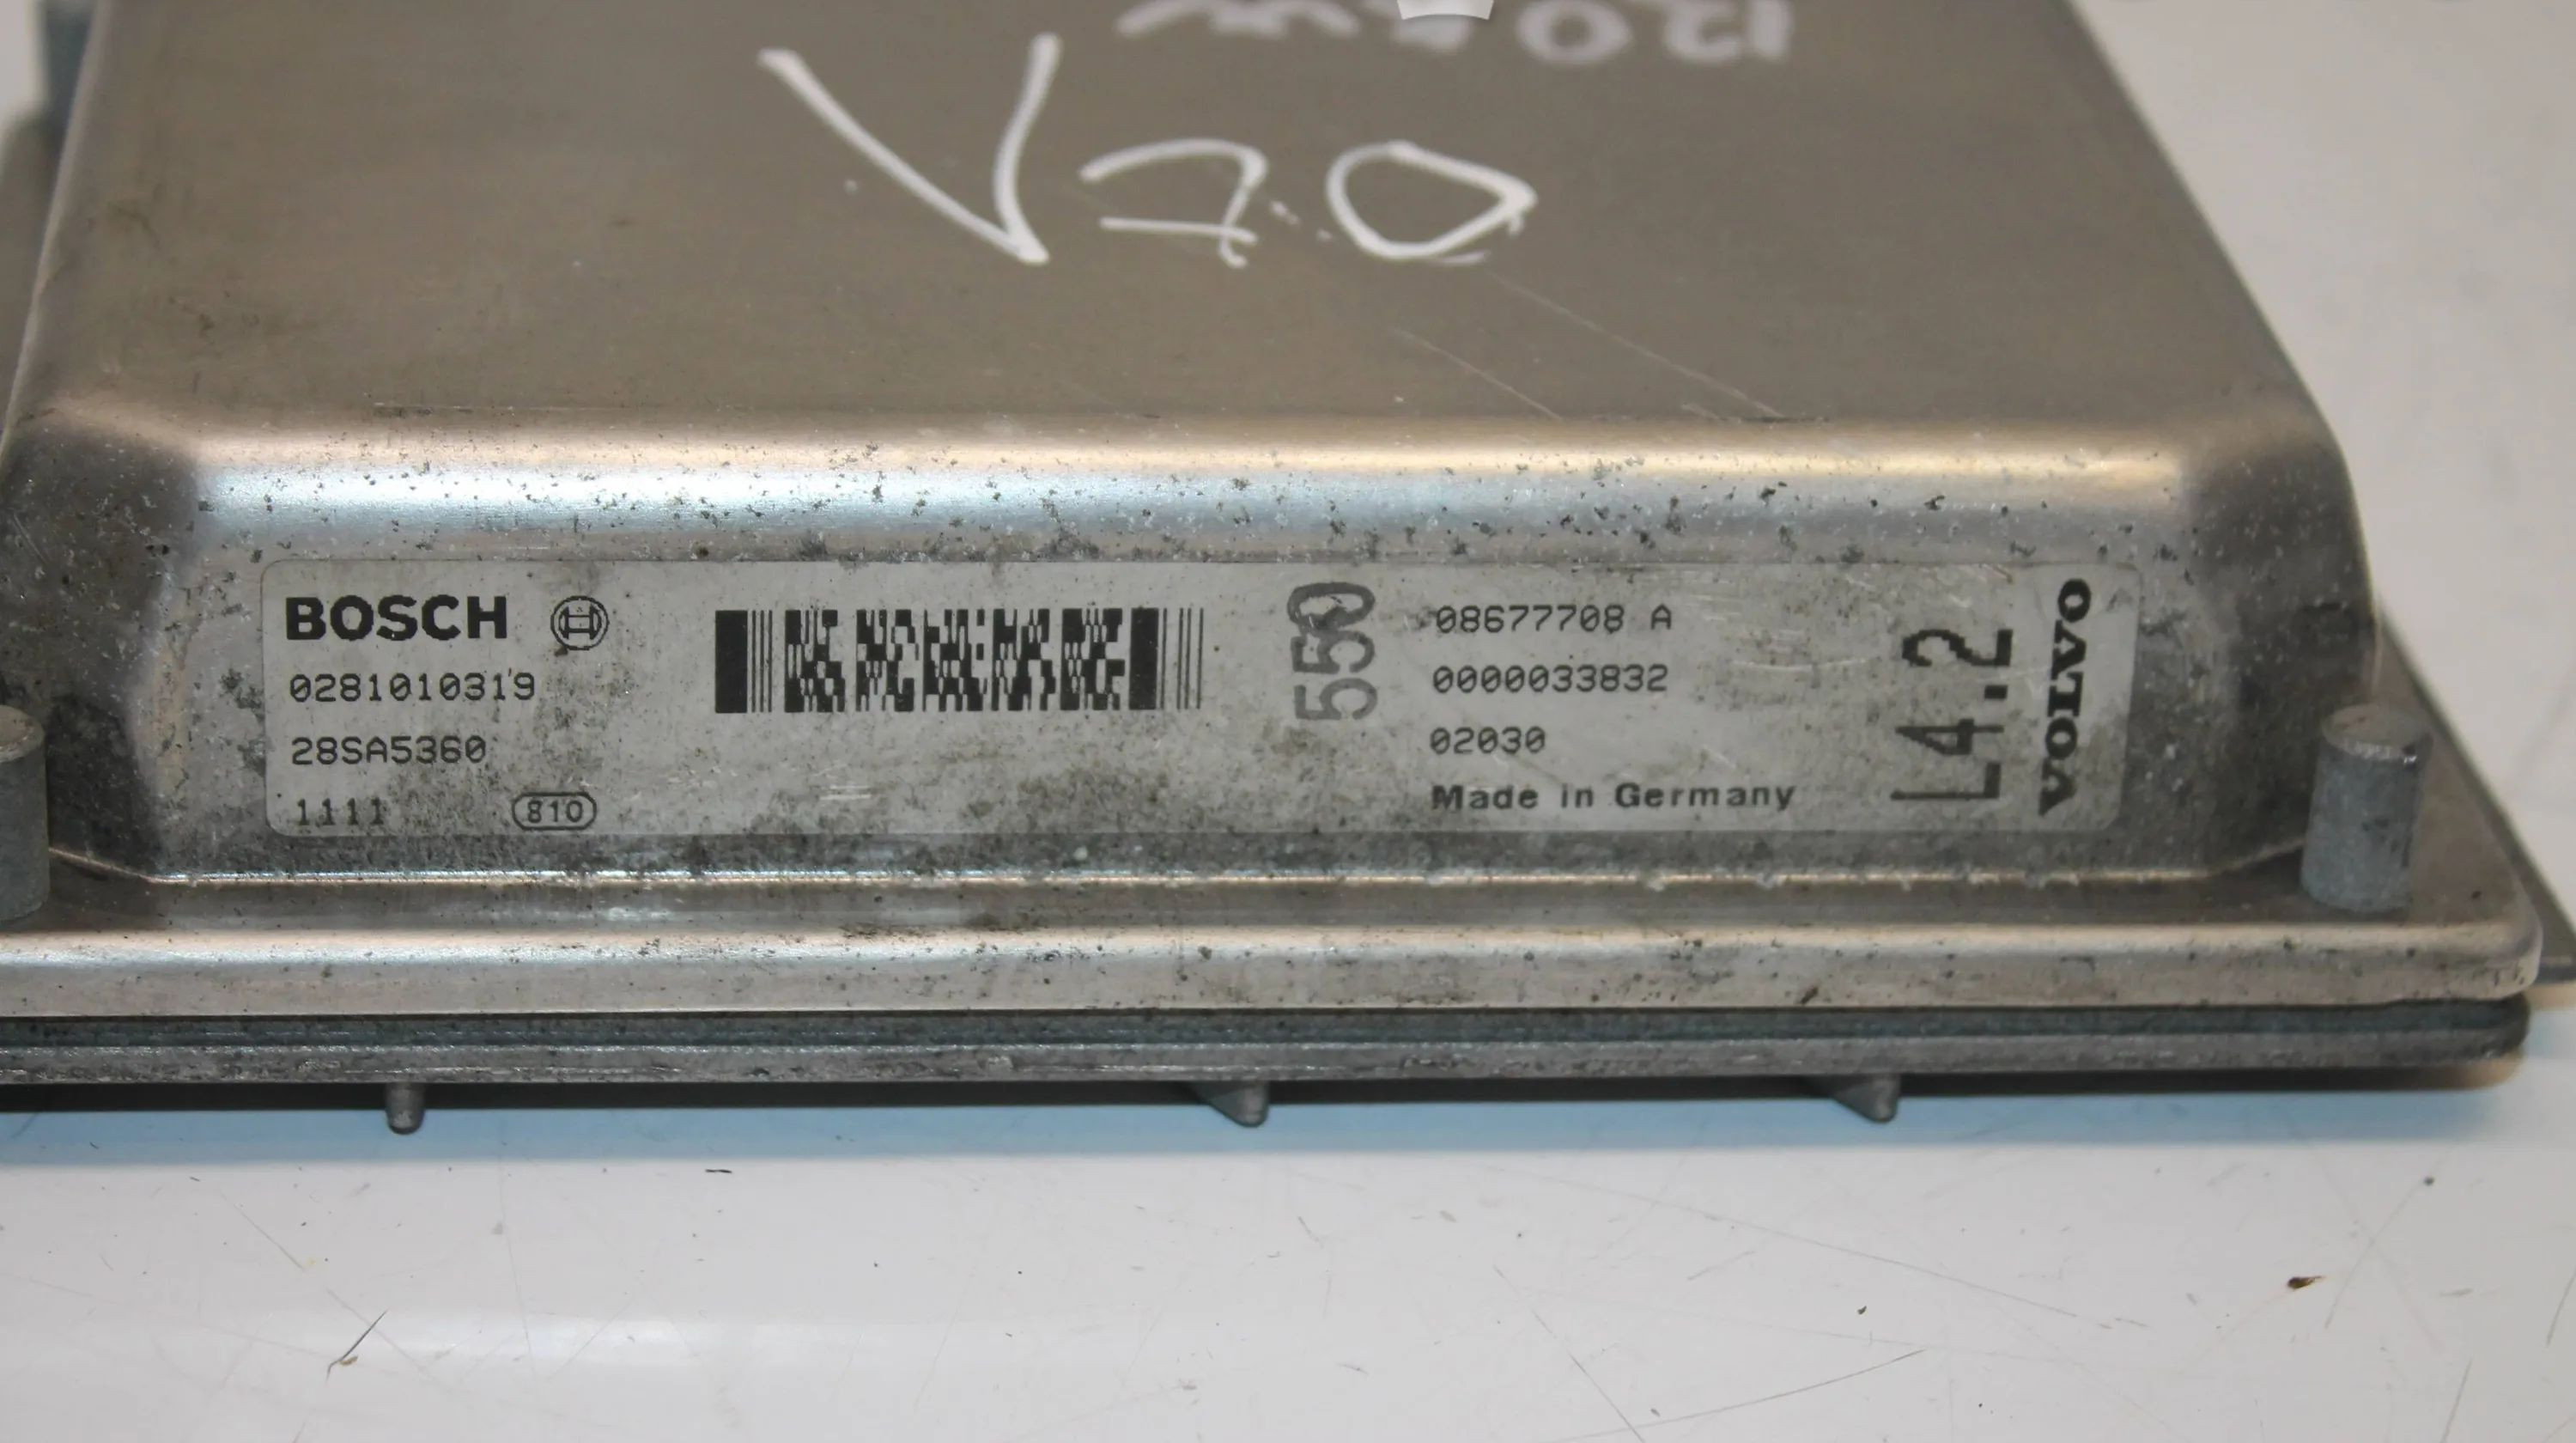 V70
BOSCH
0281010319
28SA5360
1111
810
550
08677708 A
0000033832
02030
Made in Germany
L4.2
VOLVO